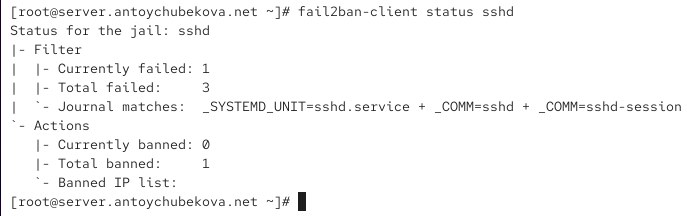 [root@server.antoychubekova.net ~]# fail2ban-client status sshd
Status for the jail: sshd
|- Filter
|  |- Currently failed: 1
|  |- Total failed:     3
|  `- Journal matches:  _SYSTEMD_UNIT=sshd.service + _COMM=sshd + _COMM=sshd-session
`- Actions
   |- Currently banned: 0
   |- Total banned:     1
   `- Banned IP list:
[root@server.antoychubekova.net ~]#